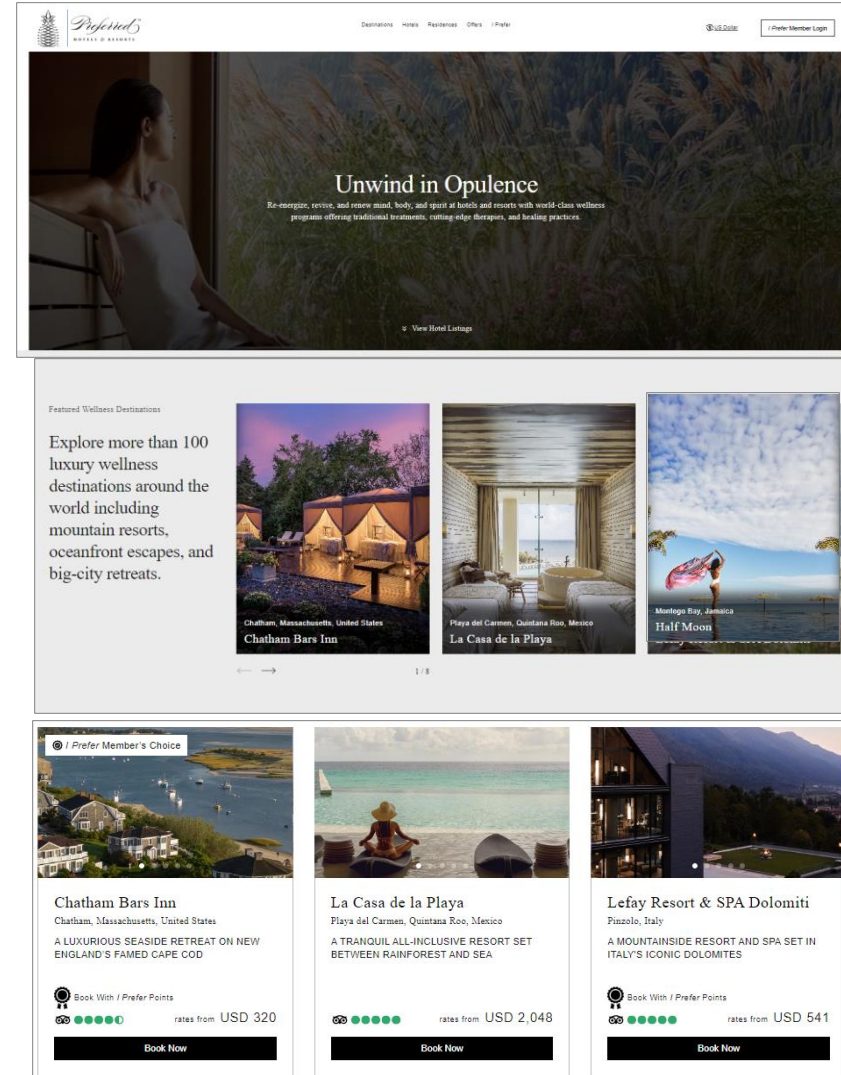 Preferred
HOTELS & RESORTS
Destinations Hotels Residences Offers I Prefer
US Dollar
I Prefer Member Login
Unwind in Opulence
Re-energize, revive, and renew mind, body, and spirit at hotels and resorts with world-class wellness
programs offering traditional treatments, cutting-edge therapies, and healing practices.
View Hotel Listings
Featured Wellness Destinations
Explore more than 100
luxury wellness
destinations around the
world including
mountain resorts,
oceanfront escapes, and
big-city retreats.
Chatham, Massachusetts, United States
Chatham Bars Inn
Playa del Carmen, Quintana Roo, Mexico
La Casa de la Playa
Montego Bay, Jamaica
Half Moon
1 / 8
I Prefer Member's Choice
Chatham Bars Inn
Chatham, Massachusetts, United States
A LUXURIOUS SEASIDE RETREAT ON NEW
ENGLAND'S FAMED CAPE COD
Book With I Prefer Points
rates from USD 320
Book Now
La Casa de la Playa
Playa del Carmen, Quintana Roo, Mexico
A TRANQUIL ALL-INCLUSIVE RESORT SET
BETWEEN RAINFOREST AND SEA
rates from USD 2,048
Book Now
Lefay Resort & SPA Dolomiti
Pinzolo, Italy
A MOUNTAINSIDE RESORT AND SPA SET IN
ITALY'S ICONIC DOLOMITES
Book With I Prefer Points
rates from USD 541
Book Now